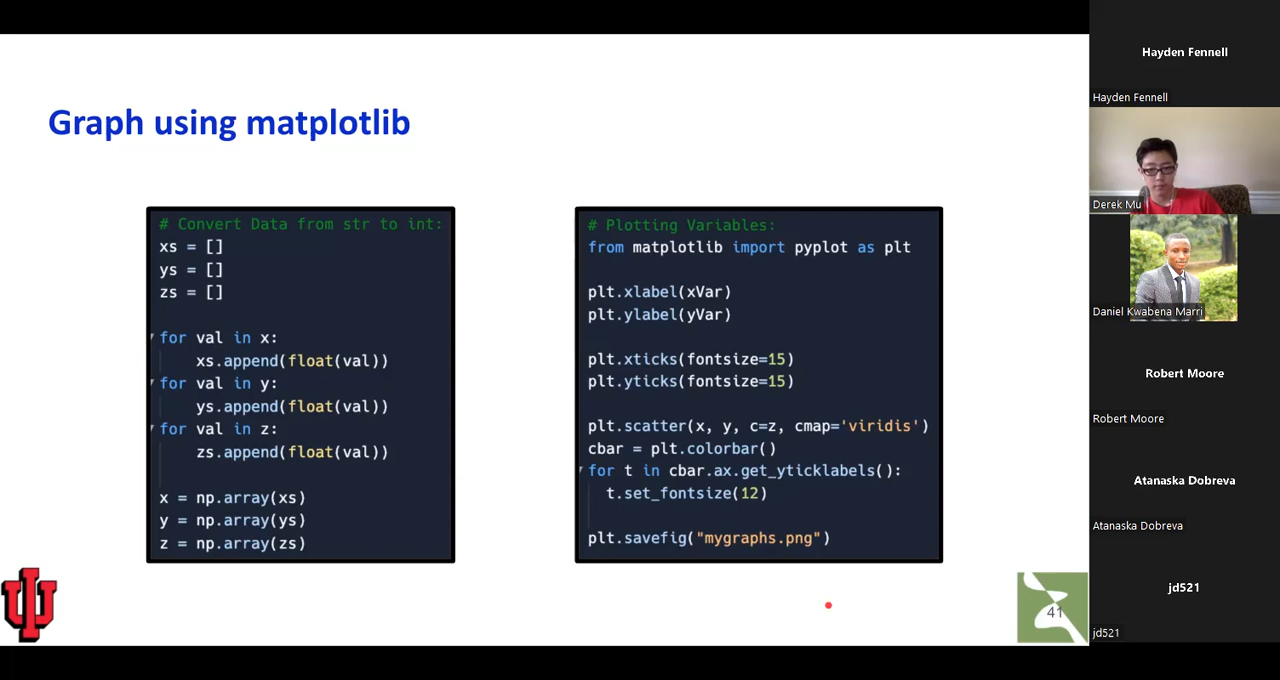 Graph using matplotlib
# Convert Data from str to int:
xs = []
ys = []
zs = []
for val in x:
xs.append(float(val))
for val in y:
ys.append(float(val))
for val in z:
zs.append(float(val))
x = np.array(xs)
y = np.array(ys)
z = np.array(zs)
# Plotting Variables:
from matplotlib import pyplot as plt
plt.xlabel(xVar)
plt.ylabel(yVar)
plt.xticks(fontsize=15)
plt.yticks(fontsize=15)
plt.scatter(x, y, c=z, cmap='viridis')
cbar = plt.colorbar()
for t in cbar.ax.get_yticklabels():
t.set_fontsize(12)
plt.savefig("mygraphs.png")
41
Hayden Fennell
Hayden Fennell
Derek Mu
Daniel Kwabena Marri
Robert Moore
Robert Moore
Atanaska Dobreva
Atanaska Dobreva
jd521
jd521